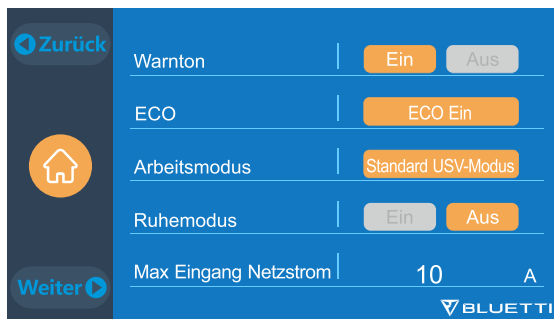 Zurück
Warnton Ein Aus
ECO ECO Ein
Arbeitsmodus Standard USV-Modus
Ruhemodus Ein Aus
Max Eingang Netzstrom 10 A
Weiter
BLUETTI